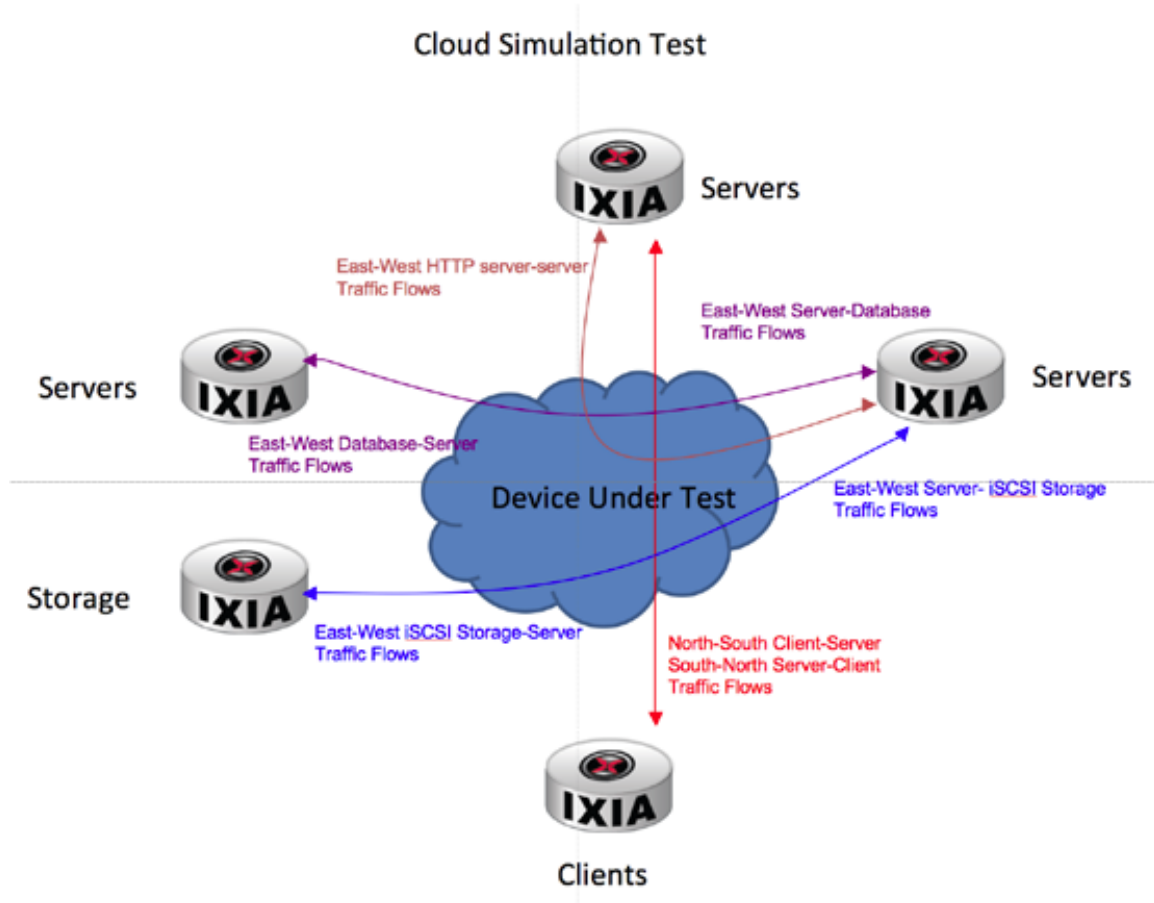 Cloud Simulation Test
IXIA
Servers
East-West HTTP server-server
Traffic Flows
East-West Server-Database
Traffic Flows
Servers
IXIA
IXIA
Servers
East-West Database-Server
Traffic Flows
Device Under Test
East-West Server- iSCSI Storage
Traffic Flows
Storage
IXIA
East-West iSCSI Storage-Server
Traffic Flows
North-South Client-Server
South-North Server-Client
Traffic Flows
IXIA
Clients